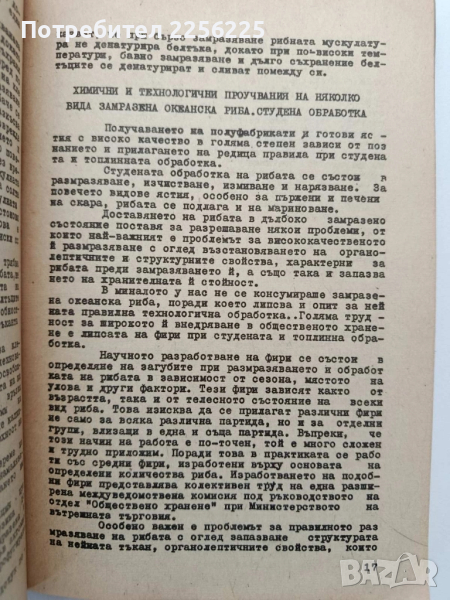 Потребител 2256225
и при бързо замразяване рибната мускулатура
не денатурира белтъка, докато при по-високи тем-
ператури, бавно замразяване и дълго съхранение бел-
тъците се денатурират и сливат помежду си.
ХИМИЧНИ И ТЕХНОЛОГИЧНИ ПРОУЧВАНИЯ НА НЯКОЛКО
ВИДА ЗАМРАЗЕНА ОКЕАНСКА РИБА.СТУДЕНА ОБРАБОТКА
Получаването на полуфабрикати и готови яс -
тия с високо качество в голяма степен зависи от поз
нанието и прилагането на редица правила при студена
та и топлинната обработка.
Студената обработка на рибата се състои в
размразяване, изчистване, измиване и нарязване. За
повечето видове ястия, особено за пържени и печени
на скара, рибата се подлага и на мариноване.
Доставянето на рибата в дълбоко замразено
състояние поставя за разрешаване някои проблеми, от
които най-важният е проблемът за висококачественото
й размразяване с оглед възстановяването на органо-
лептичните и структурните свойства, характерни за
рибата преди замразяването й, а също така и запазва
нето на хранителната й стойност.
В миналото у нас не се консумираше замразе-
на океанска риба, поради което липсва и опит за ней
ната правилна технологична обработка..Голяма труд -
ност за широкото й внедряване в общественото хране-
не е липсата на фири при студената и топлинна обра-
ботка.
Научното разработване на фири се състои в
определяне на загубите при размразяването и обработ
ката на рибата в зависимост от сезона, мястото на
улова и други фактори. Тези фири зависят както от
възрастта, така и от телесното състояние на всеки
вид риба. Това изисква да се прилагат различни фири
не само за всяка различна партида, но и за отделни
групи, влизащи в една и съща партида. Въпреки, че
този начин на работа е по-точен, той е много сложен
и трудно приложим. Поради това в практиката се рабо
ти със средни фири, изработени върху основата на
определени количества риба. Изработването на подоб-
ни фири представлява колективен труд на една разши-
рена междуведомствена комисия под ръководството на
отдел "Обществено хранене" при Министерството на
вътрешната търговия.
Особено важен е проблемът за правилното раз
мразяване на рибата с оглед запазване структурата
на нейната тъкан, органолептичните свойства, които
17
BAZAR.bg